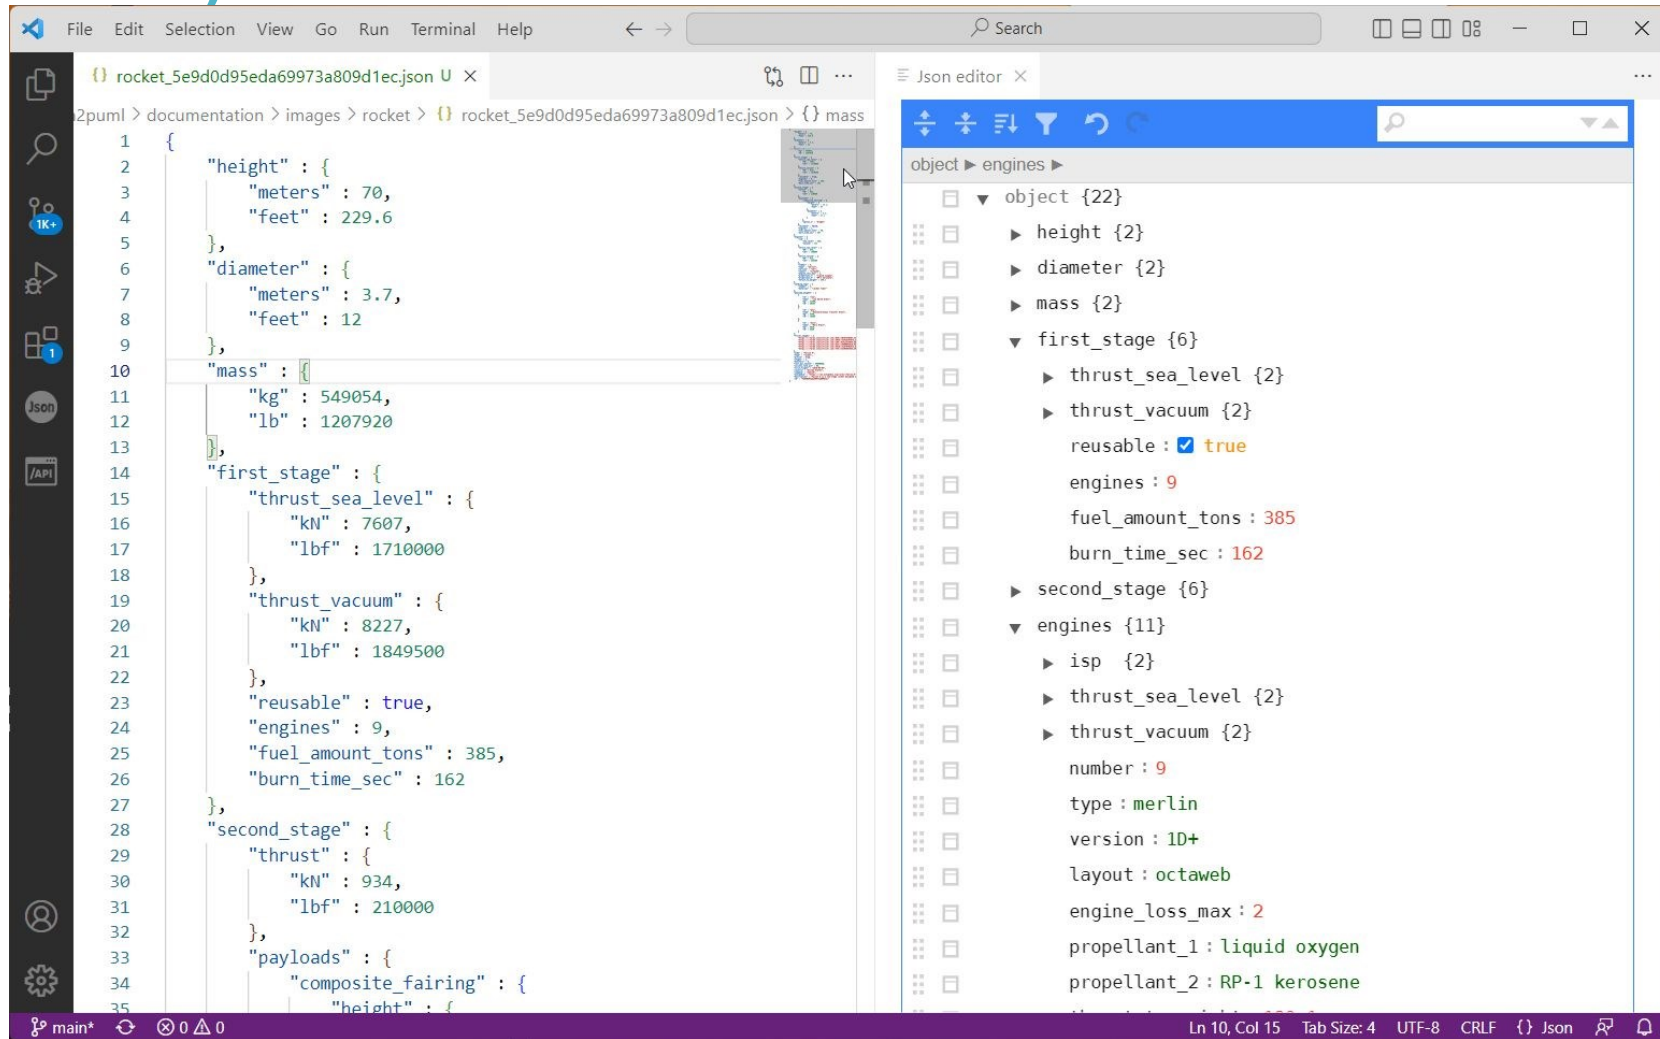 File Edit Selection View Go Run Terminal Help
Search
{} rocket_5e9d0d95eda69973a809d1ec.json U
2puml > documentation > images > rocket > {} rocket_5e9d0d95eda69973a809d1ec.json > {} mass
1K+
1
Json
/API
1 {
2 "height" : {
3 "meters" : 70,
4 "feet" : 229.6
5 },
6 "diameter" : {
7 "meters" : 3.7,
8 "feet" : 12
9 },
10 "mass" : {
11 "kg" : 549054,
12 "lb" : 1207920
13 },
14 "first_stage" : {
15 "thrust_sea_level" : {
16 "kN" : 7607,
17 "lbf" : 1710000
18 },
19 "thrust_vacuum" : {
20 "kN" : 8227,
21 "lbf" : 1849500
22 },
23 "reusable" : true,
24 "engines" : 9,
25 "fuel_amount_tons" : 385,
26 "burn_time_sec" : 162
27 },
28 "second_stage" : {
29 "thrust" : {
30 "kN" : 934,
31 "lbf" : 210000
32 },
33 "payloads" : {
34 "composite_fairing" : {
35 "height" : {
Json editor
object ▶ engines ▶
object {22}
height {2}
diameter {2}
mass {2}
first_stage {6}
thrust_sea_level {2}
thrust_vacuum {2}
reusable : true
engines : 9
fuel_amount_tons : 385
burn_time_sec : 162
second_stage {6}
engines {11}
isp {2}
thrust_sea_level {2}
thrust_vacuum {2}
number : 9
type : merlin
version : 1D+
layout : octaweb
engine_loss_max : 2
propellant_1 : liquid oxygen
propellant_2 : RP-1 kerosene
main* 0 0
Ln 10, Col 15 Tab Size: 4 UTF-8 CRLF {} Json